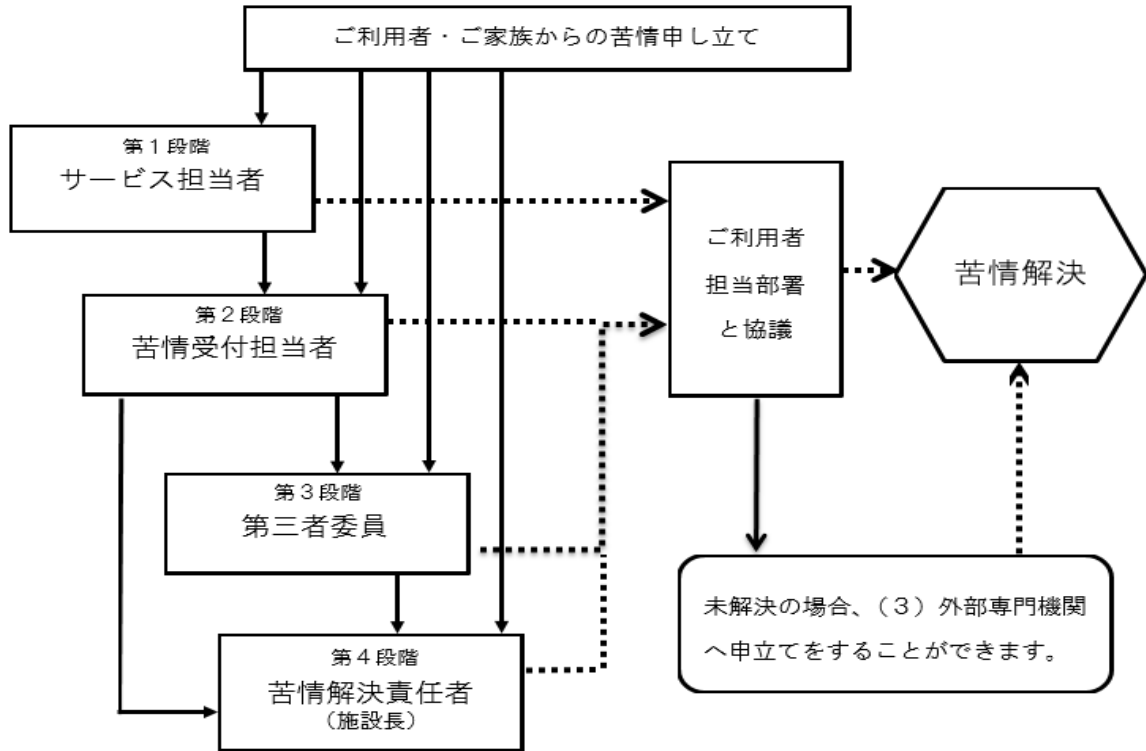 ご利用者・ご家族からの苦情申し立て
第１段階
サービス担当者
第２段階
苦情受付担当者
第３段階
第三者委員
第４段階
苦情解決責任者
（施設長）
ご利用者
担当部署
と協議
苦情解決
未解決の場合、（３）外部専門機関
へ申立てをすることができます。